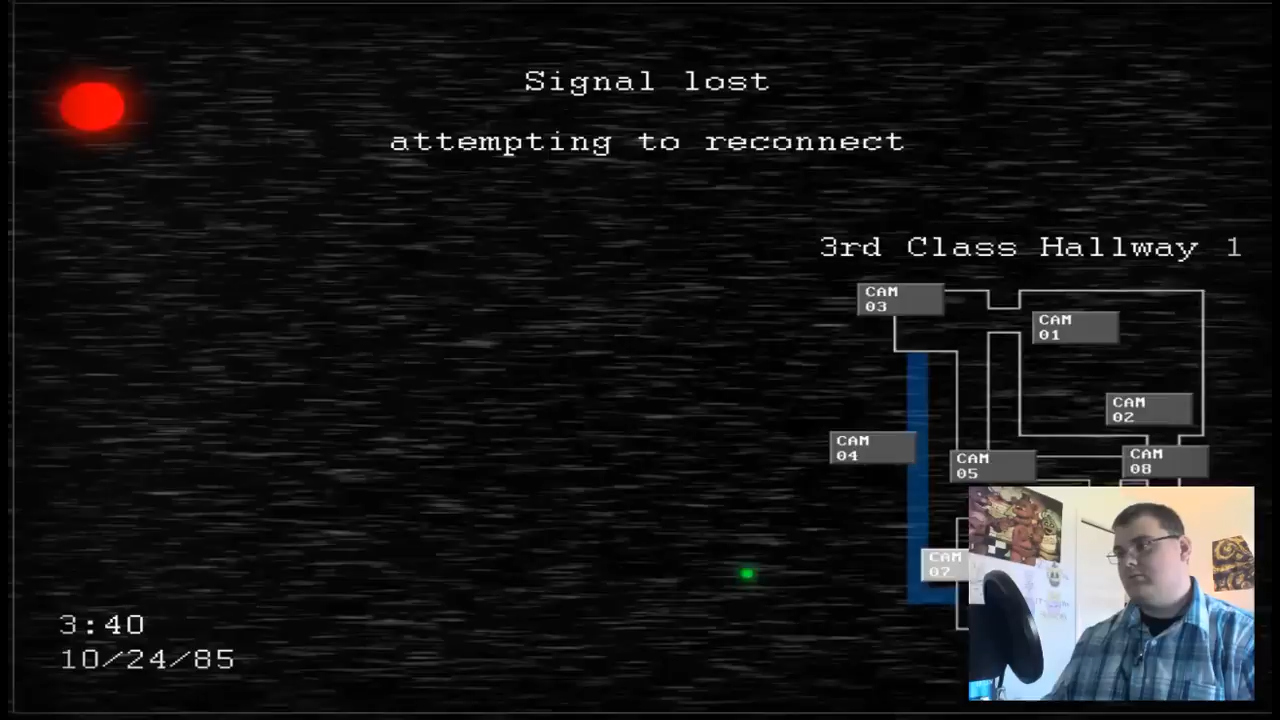 Signal lost
attempting to reconnect
3rd Class Hallway 1
CAM
03
CAM
01
CAM
02
CAM
04
CAM
05
CAM
08
CAM
07
3:40
10/24/85